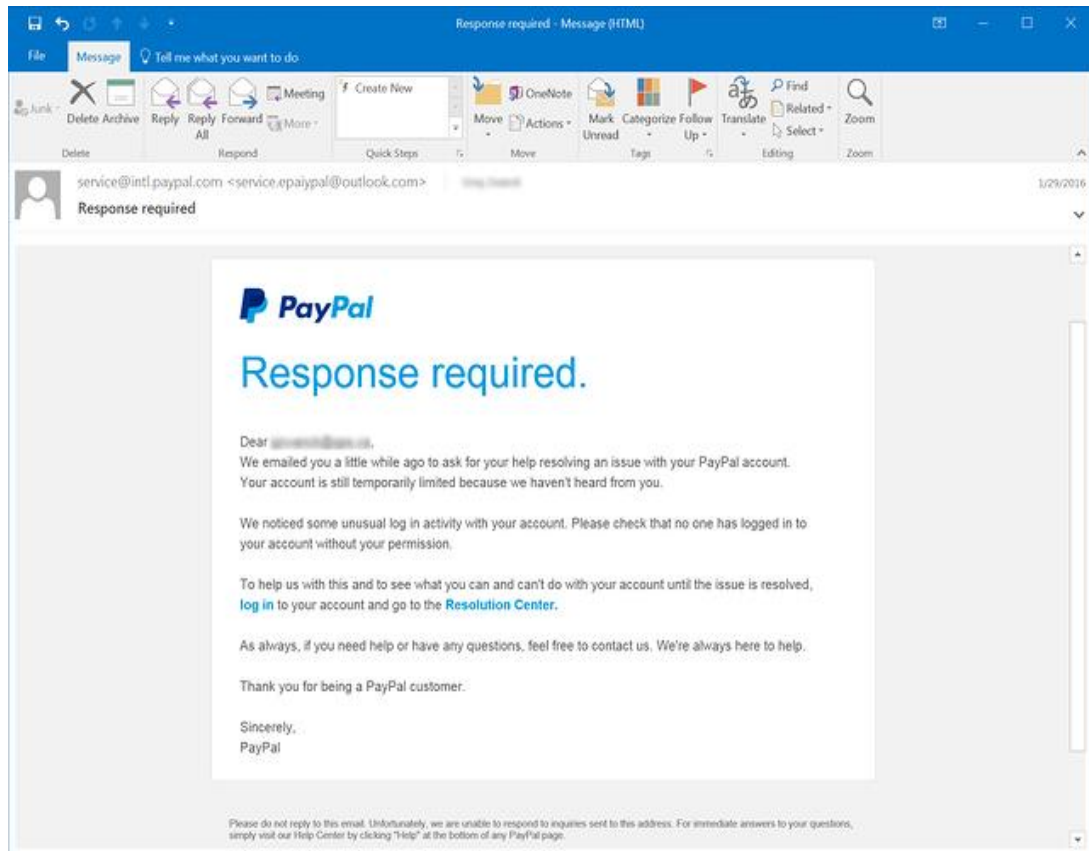 Response required - Message (HTML)
File Message Tell me what you want to do
Junk
Delete Archive
Reply Reply All Forward
Meeting
More
Create New
Move
OneNote
Actions
Mark Unread Categorize Follow Up
Translate
Find
Related
Select
Zoom
Delete Respond Quick Steps Move Tags Editing Zoom
service@intl.paypal.com <service.epaiypal@outlook.com>
1/29/2016
Response required
PayPal
Response required.
Dear
We emailed you a little while ago to ask for your help resolving an issue with your PayPal account.
Your account is still temporarily limited because we haven't heard from you.
We noticed some unusual log in activity with your account. Please check that no one has logged in to
your account without your permission.
To help us with this and to see what you can and can't do with your account until the issue is resolved,
log in to your account and go to the Resolution Center.
As always, if you need help or have any questions, feel free to contact us. We're always here to help.
Thank you for being a PayPal customer.
Sincerely,
PayPal
Please do not reply to this email. Unfortunately, we are unable to respond to inquiries sent to this address. For immediate answers to your questions,
simply visit our Help Center by clicking "Help" at the bottom of any PayPal page.